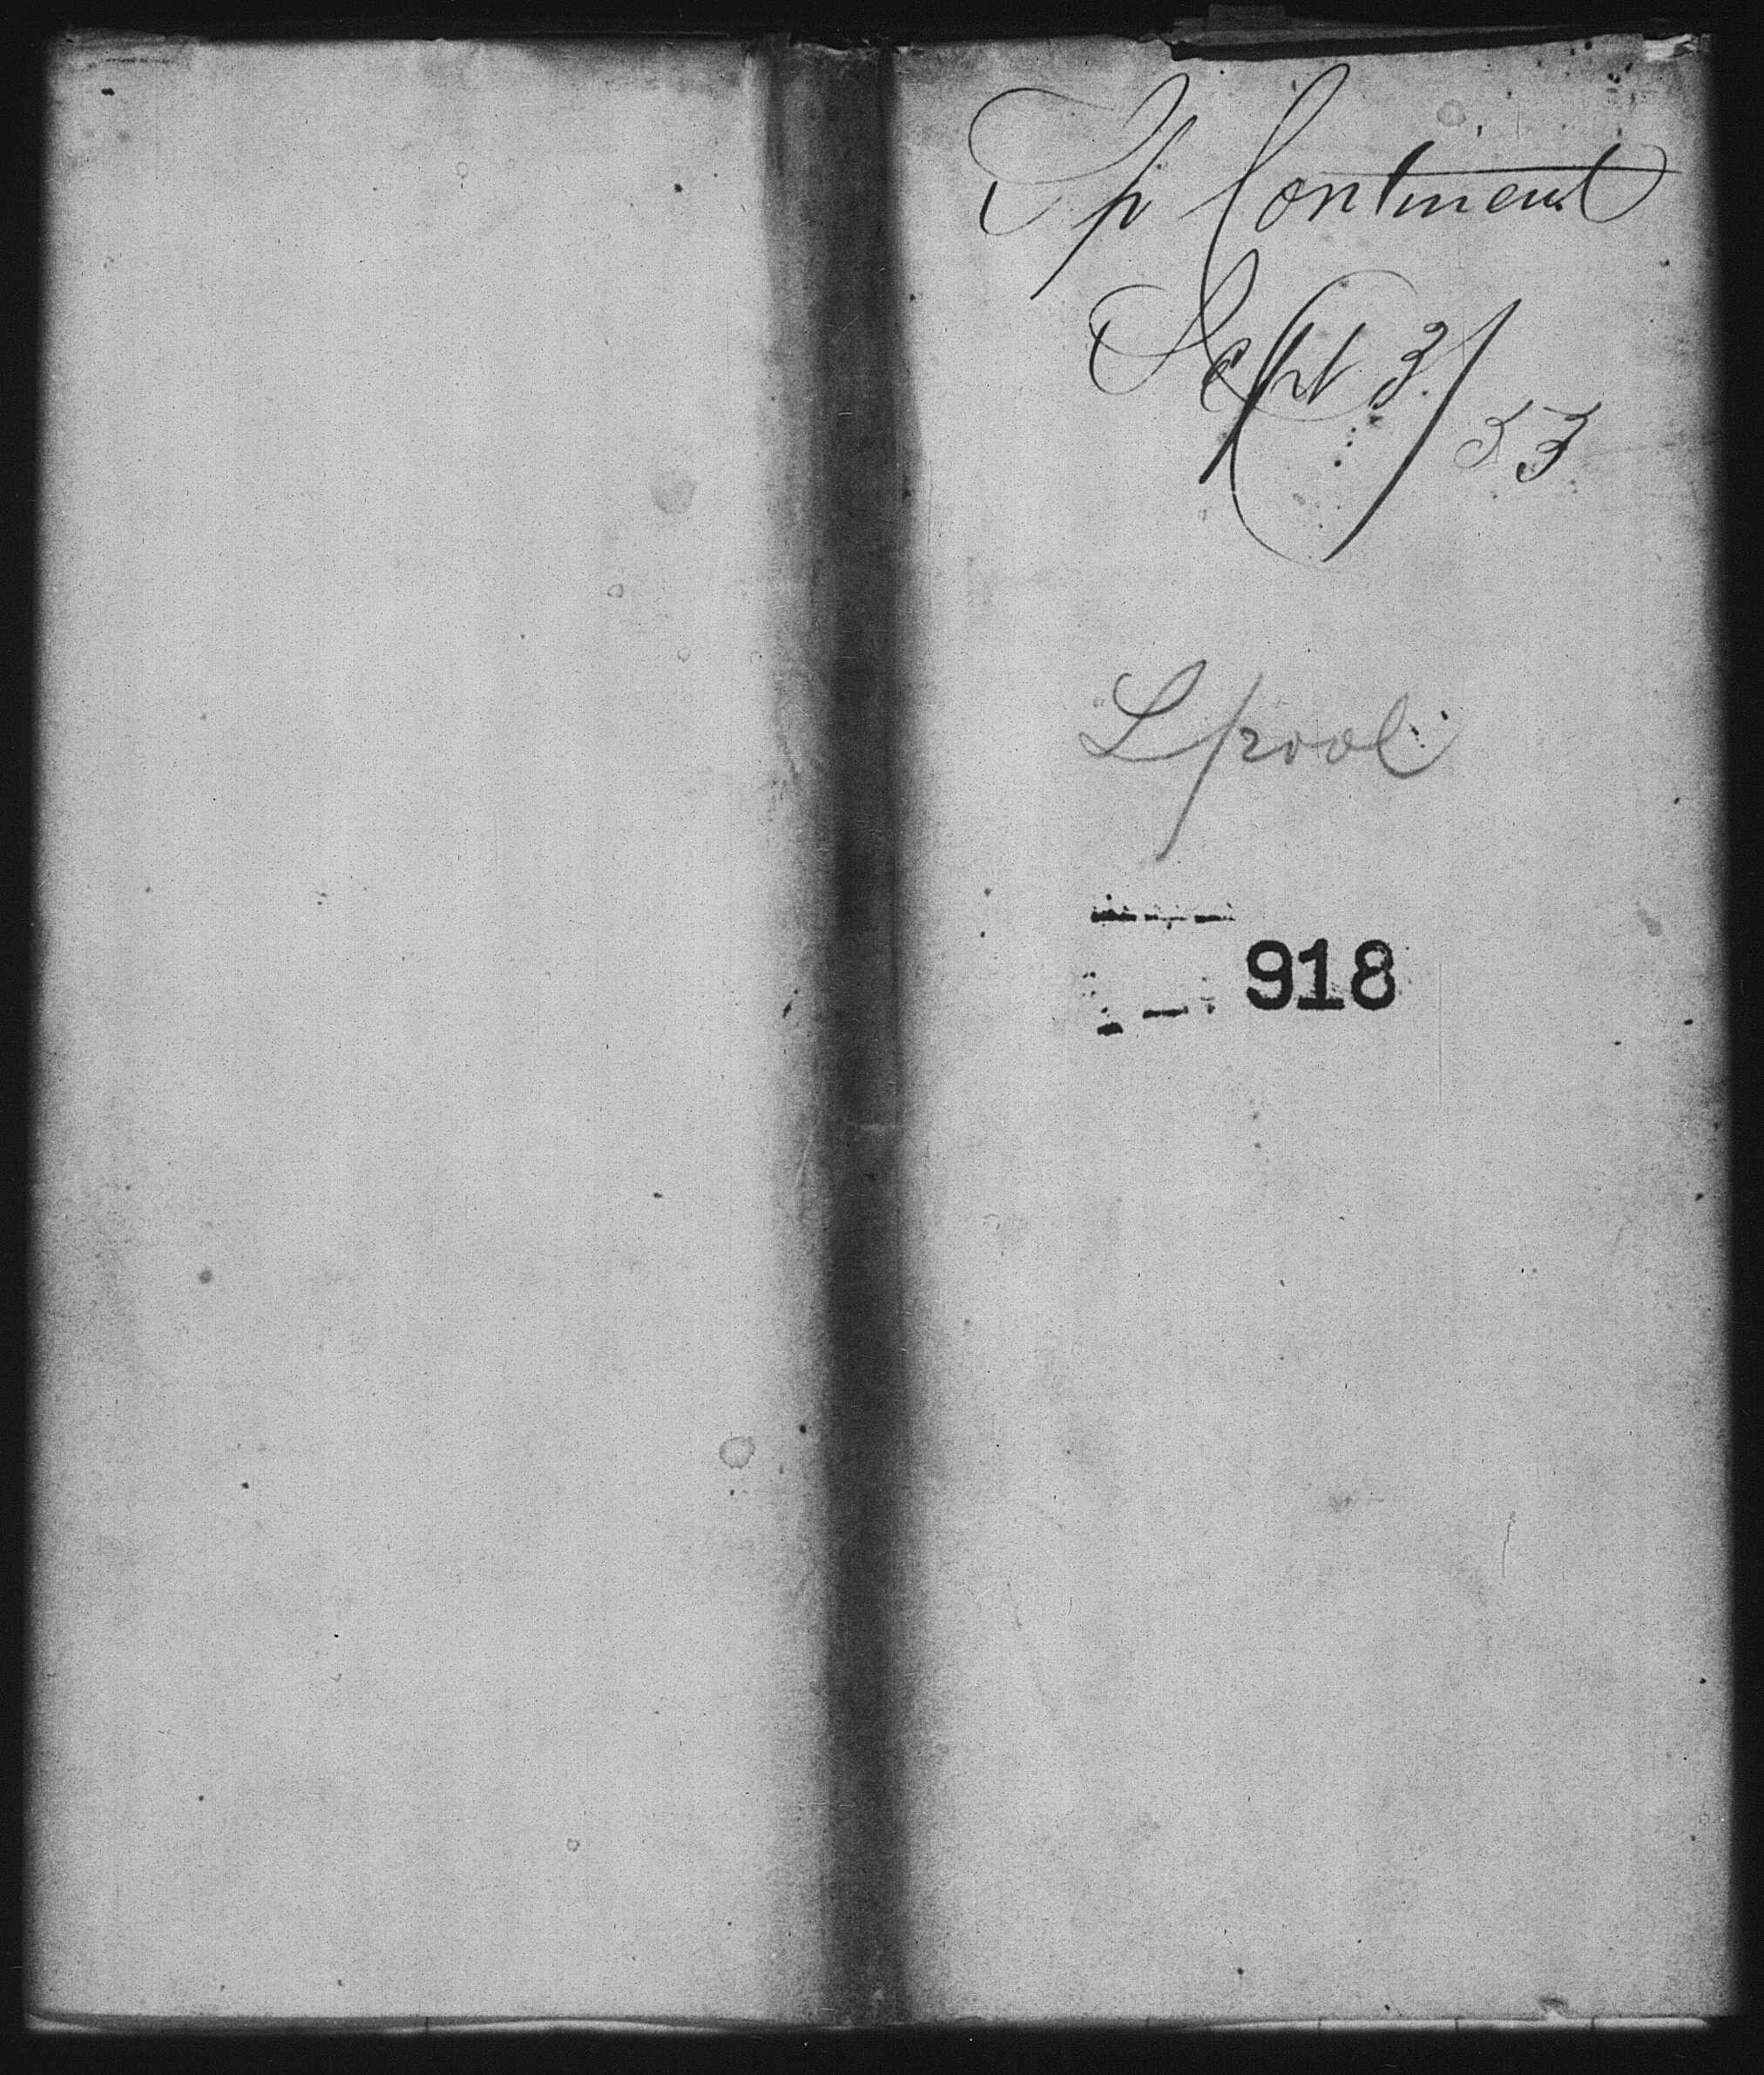 Sp Continent
Sept 3/53
Lpool
918